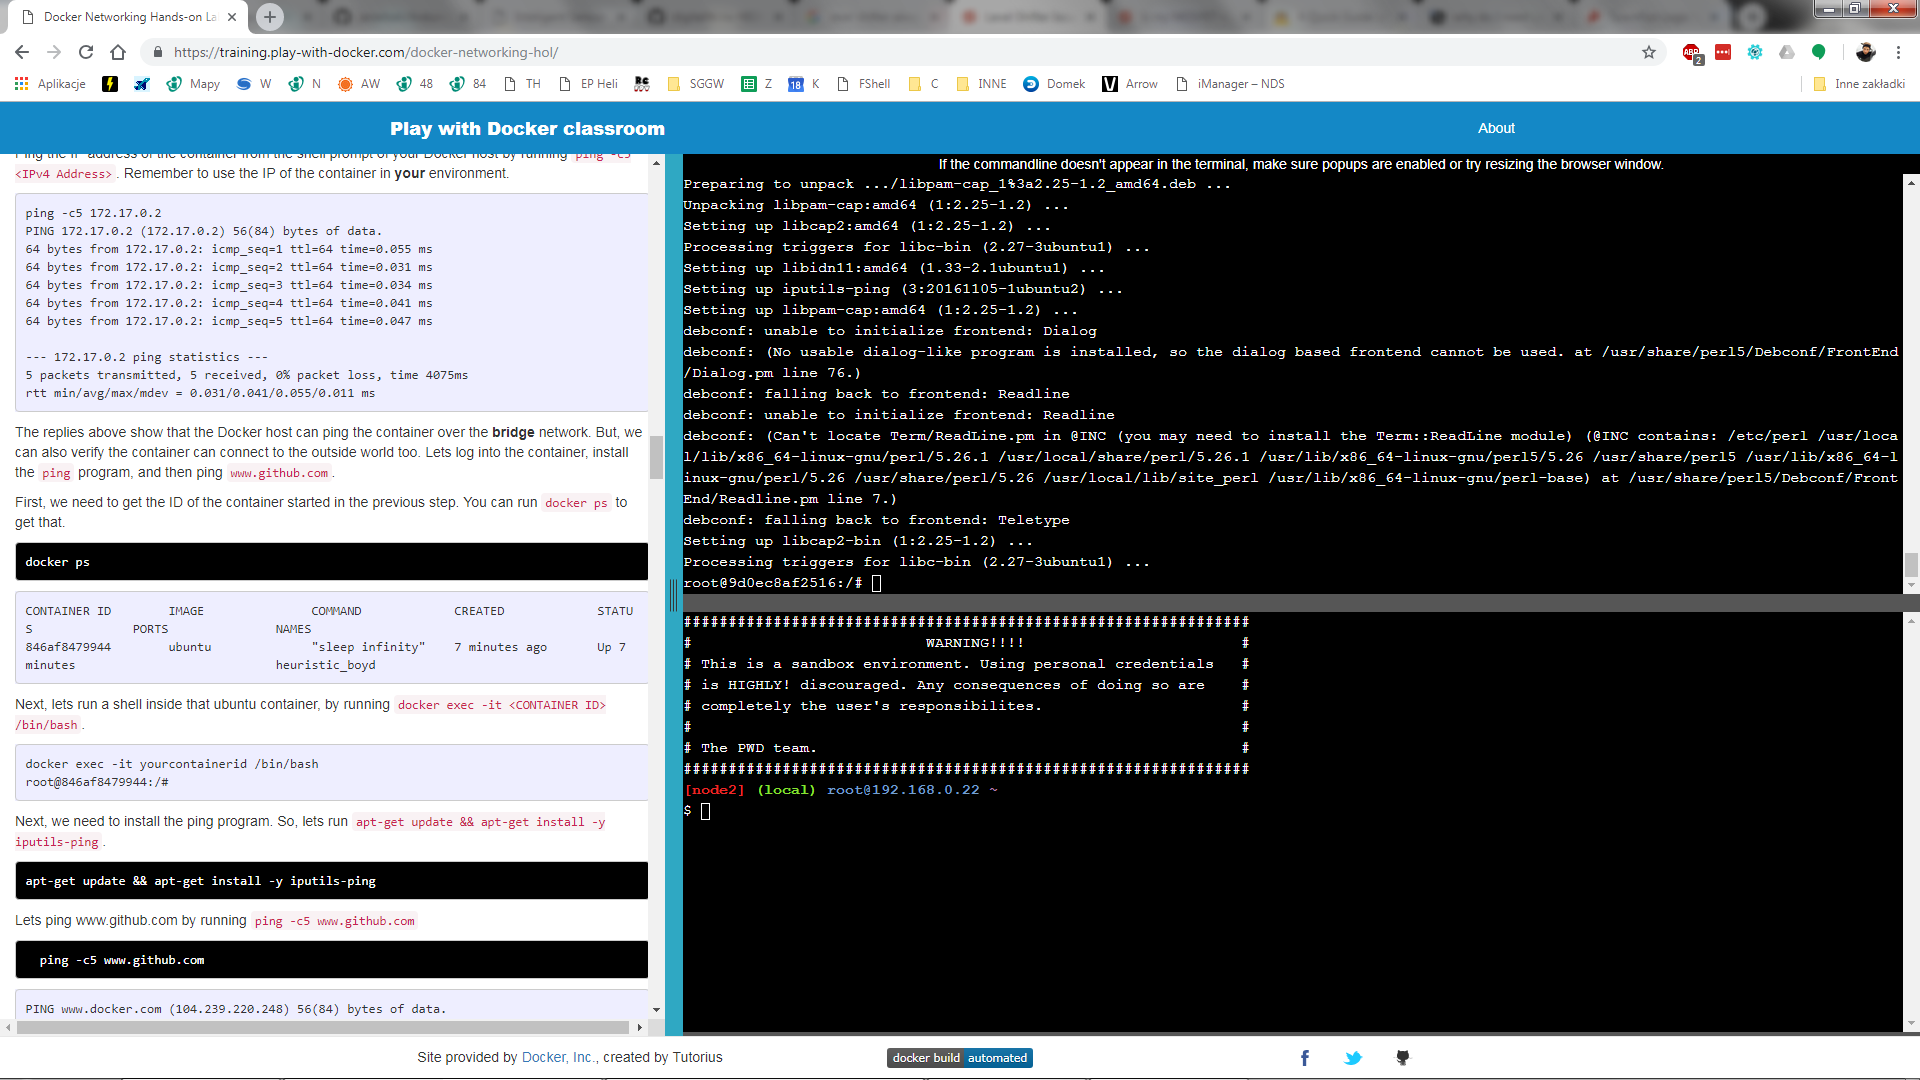 Docker Networking Hands-on La
https://training.play-with-docker.com/docker-networking-hol/
ABP
2
Aplikacje
Mapy
W
N
AW
48
84
TH
EP Heli
RC
SGGW
Z
18
K
FShell
C
INNE
Domek
Arrow
iManager – NDS
Inne zakładki
Play with Docker classroom
About
Ping the IP address of the container from the shell prompt of your Docker host by running ping -c5
<IPv4 Address> . Remember to use the IP of the container in your environment.
ping -c5 172.17.0.2
PING 172.17.0.2 (172.17.0.2) 56(84) bytes of data.
64 bytes from 172.17.0.2: icmp_seq=1 ttl=64 time=0.055 ms
64 bytes from 172.17.0.2: icmp_seq=2 ttl=64 time=0.031 ms
64 bytes from 172.17.0.2: icmp_seq=3 ttl=64 time=0.034 ms
64 bytes from 172.17.0.2: icmp_seq=4 ttl=64 time=0.041 ms
64 bytes from 172.17.0.2: icmp_seq=5 ttl=64 time=0.047 ms
--- 172.17.0.2 ping statistics ---
5 packets transmitted, 5 received, 0% packet loss, time 4075ms
rtt min/avg/max/mdev = 0.031/0.041/0.055/0.011 ms
The replies above show that the Docker host can ping the container over the bridge network. But, we
can also verify the container can connect to the outside world too. Lets log into the container, install
the ping program, and then ping www.github.com .
First, we need to get the ID of the container started in the previous step. You can run docker ps to
get that.
docker ps
CONTAINER ID IMAGE COMMAND CREATED STATU
S PORTS NAMES
846af8479944 ubuntu "sleep infinity" 7 minutes ago Up 7
minutes heuristic_boyd
Next, lets run a shell inside that ubuntu container, by running docker exec -it <CONTAINER ID>
/bin/bash .
docker exec -it yourcontainerid /bin/bash
root@846af8479944:/#
Next, we need to install the ping program. So, lets run apt-get update && apt-get install -y
iputils-ping .
apt-get update && apt-get install -y iputils-ping
Lets ping www.github.com by running ping -c5 www.github.com
ping -c5 www.github.com
PING www.docker.com (104.239.220.248) 56(84) bytes of data.
If the commandline doesn't appear in the terminal, make sure popups are enabled or try resizing the browser window.
Preparing to unpack .../libpam-cap_1%3a2.25-1.2_amd64.deb ...
Unpacking libpam-cap:amd64 (1:2.25-1.2) ...
Setting up libcap2:amd64 (1:2.25-1.2) ...
Processing triggers for libc-bin (2.27-3ubuntu1) ...
Setting up libidn11:amd64 (1.33-2.1ubuntu1) ...
Setting up iputils-ping (3:20161105-1ubuntu2) ...
Setting up libpam-cap:amd64 (1:2.25-1.2) ...
debconf: unable to initialize frontend: Dialog
debconf: (No usable dialog-like program is installed, so the dialog based frontend cannot be used. at /usr/share/perl5/Debconf/FrontEnd
/Dialog.pm line 76.)
debconf: falling back to frontend: Readline
debconf: unable to initialize frontend: Readline
debconf: (Can't locate Term/ReadLine.pm in @INC (you may need to install the Term::ReadLine module) (@INC contains: /etc/perl /usr/loca
l/lib/x86_64-linux-gnu/perl/5.26.1 /usr/local/share/perl/5.26.1 /usr/lib/x86_64-linux-gnu/perl5/5.26 /usr/share/perl5 /usr/lib/x86_64-l
inux-gnu/perl/5.26 /usr/share/perl/5.26 /usr/local/lib/site_perl /usr/lib/x86_64-linux-gnu/perl-base) at /usr/share/perl5/Debconf/Front
End/Readline.pm line 7.)
debconf: falling back to frontend: Teletype
Setting up libcap2-bin (1:2.25-1.2) ...
Processing triggers for libc-bin (2.27-3ubuntu1) ...
root@9d0ec8af2516:/#
###############################################################
# WARNING!!!! #
# This is a sandbox environment. Using personal credentials #
# is HIGHLY! discouraged. Any consequences of doing so are #
# completely the user's responsibilites. #
# #
# The PWD team. #
###############################################################
[node2] (local) root@192.168.0.22 ~
$
Site provided by Docker, Inc., created by Tutorius
docker build automated